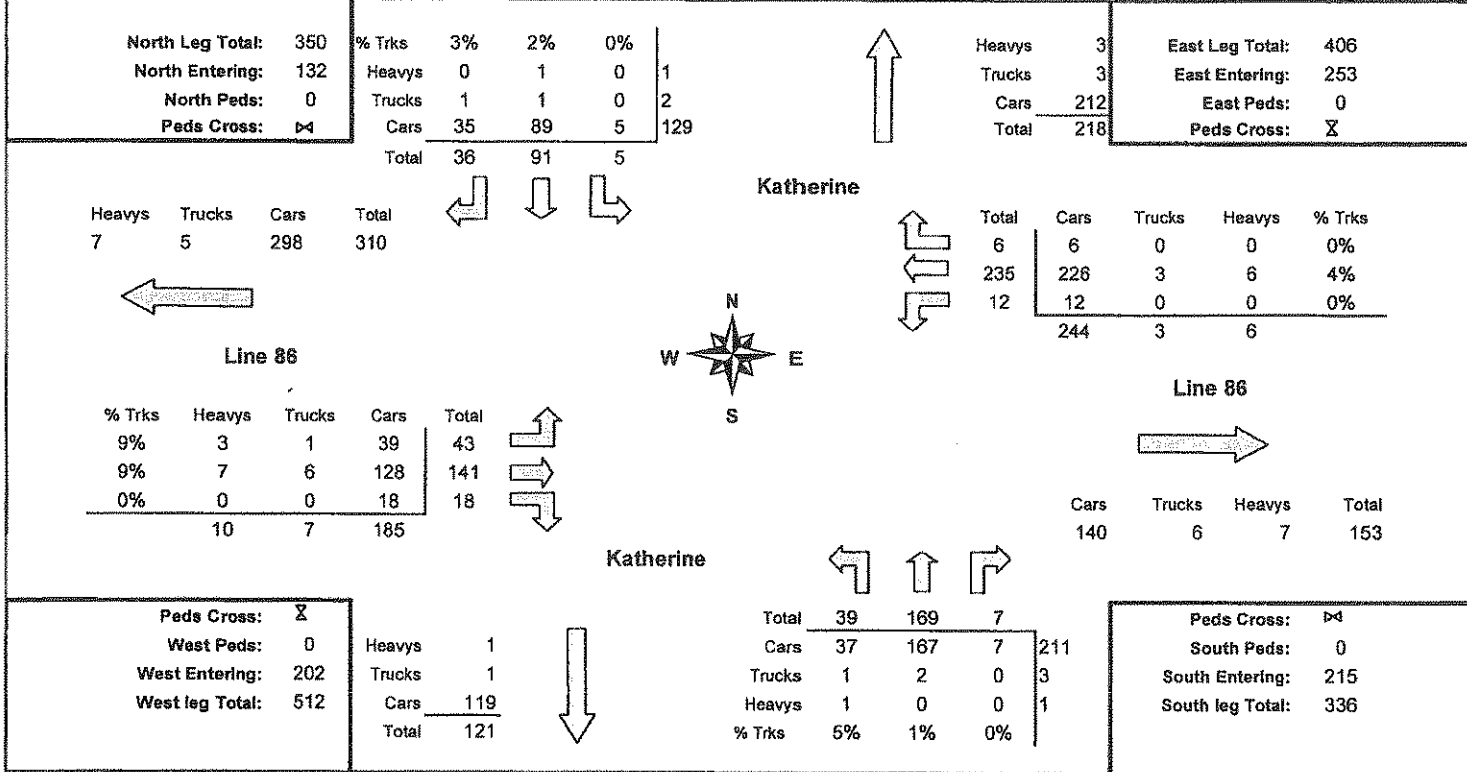 North Leg Total: 350
North Entering: 132
North Peds: 0
Peds Cross: ⋈
% Trks 3% 2% 0%
Heavys 0 1 0 1
Trucks 1 1 0 2
Cars 35 89 5 129
Total 36 91 5
Heavys 3
Trucks 3
Cars 212
Total 218
East Leg Total: 406
East Entering: 253
East Peds: 0
Peds Cross: ⧖
Katherine
Heavys Trucks Cars Total
7 5 298 310
Total Cars Trucks Heavys % Trks
6 6 0 0 0%
235 226 3 6 4%
12 12 0 0 0%
244 3 6
Line 86
N
W E
S
Line 86
% Trks Heavys Trucks Cars Total
9% 3 1 39 43
9% 7 6 128 141
0% 0 0 18 18
10 7 185
Cars Trucks Heavys Total
140 6 7 153
Katherine
Peds Cross: ⧖
West Peds: 0
West Entering: 202
West leg Total: 512
Heavys 1
Trucks 1
Cars 119
Total 121
Total 39 169 7
Cars 37 167 7 211
Trucks 1 2 0 3
Heavys 1 0 0 1
% Trks 5% 1% 0%
Peds Cross: ⋈
South Peds: 0
South Entering: 215
South leg Total: 336